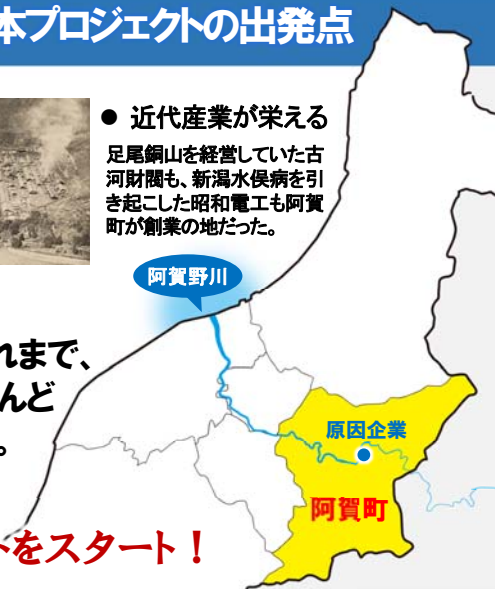 本プロジェクトの出発点
● 近代産業が栄える
足尾銅山を経営していた古
河財閥も、新潟水俣病を引
き起こした昭和電工も阿賀
町が創業の地だった。
阿賀野川
れまで、
んど
。
原因企業
阿賀町
トをスタート！